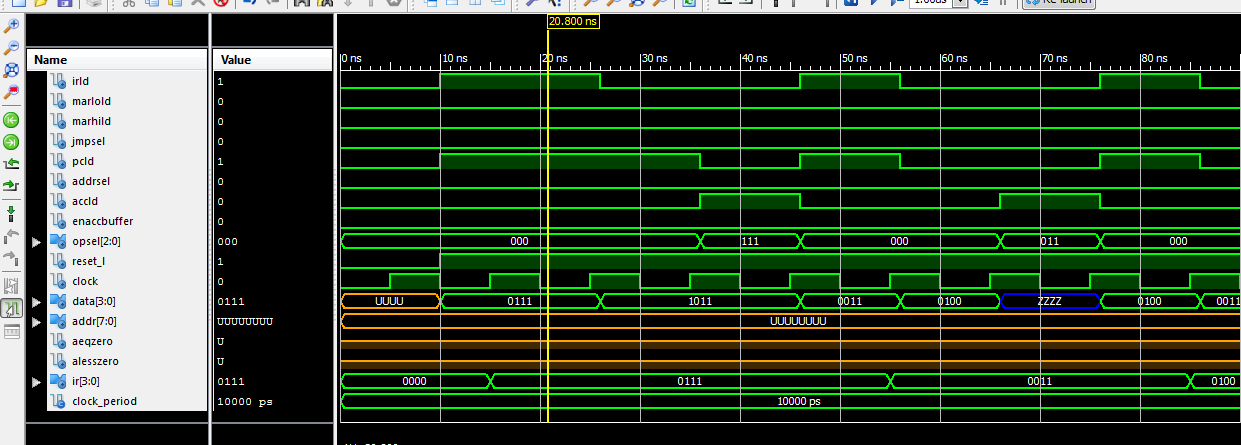 1.00us
Re-launch
20.800 ns
Name
Value
0 ns
10 ns
20 ns
30 ns
40 ns
50 ns
60 ns
70 ns
80 ns
irld
1
marlold
0
marhild
0
jmpsel
0
pcld
1
addrsel
0
accld
0
enaccbuffer
0
opsel[2:0]
000
000
111
000
011
000
reset_l
1
clock
0
data[3:0]
0111
UUUU
0111
1011
0011
0100
ZZZZ
0100
0011
addr[7:0]
UUUUUUUU
UUUUUUUU
aeqzero
U
alesszero
U
ir[3:0]
0111
0000
0111
0011
0100
clock_period
10000 ps
10000 ps